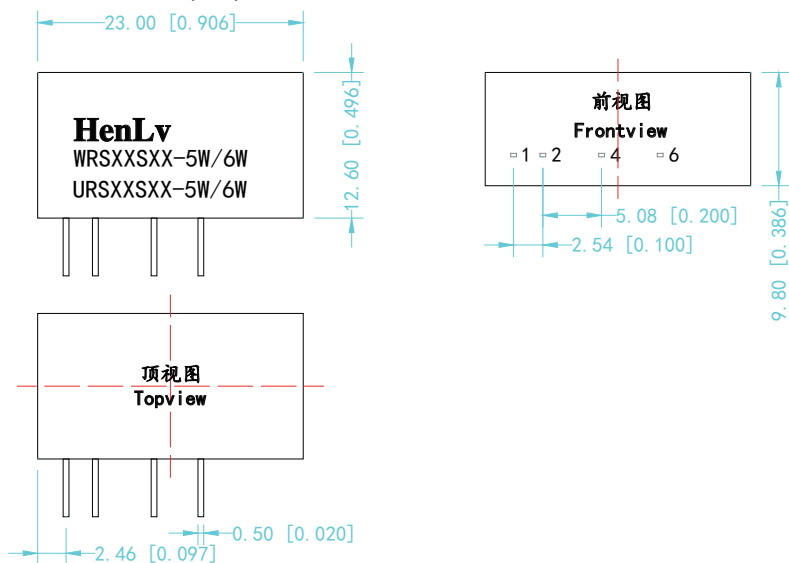 23.00 [0.906]
HenLv
WRSXXSXX-5W/6W
URSXXSXX-5W/6W
12.60 [0.496]
前视图
Frontview
1 2 4 6
5.08 [0.200]
2.54 [0.100]
9.80 [0.386]
顶视图
Topview
0.50 [0.020]
2.46 [0.097]